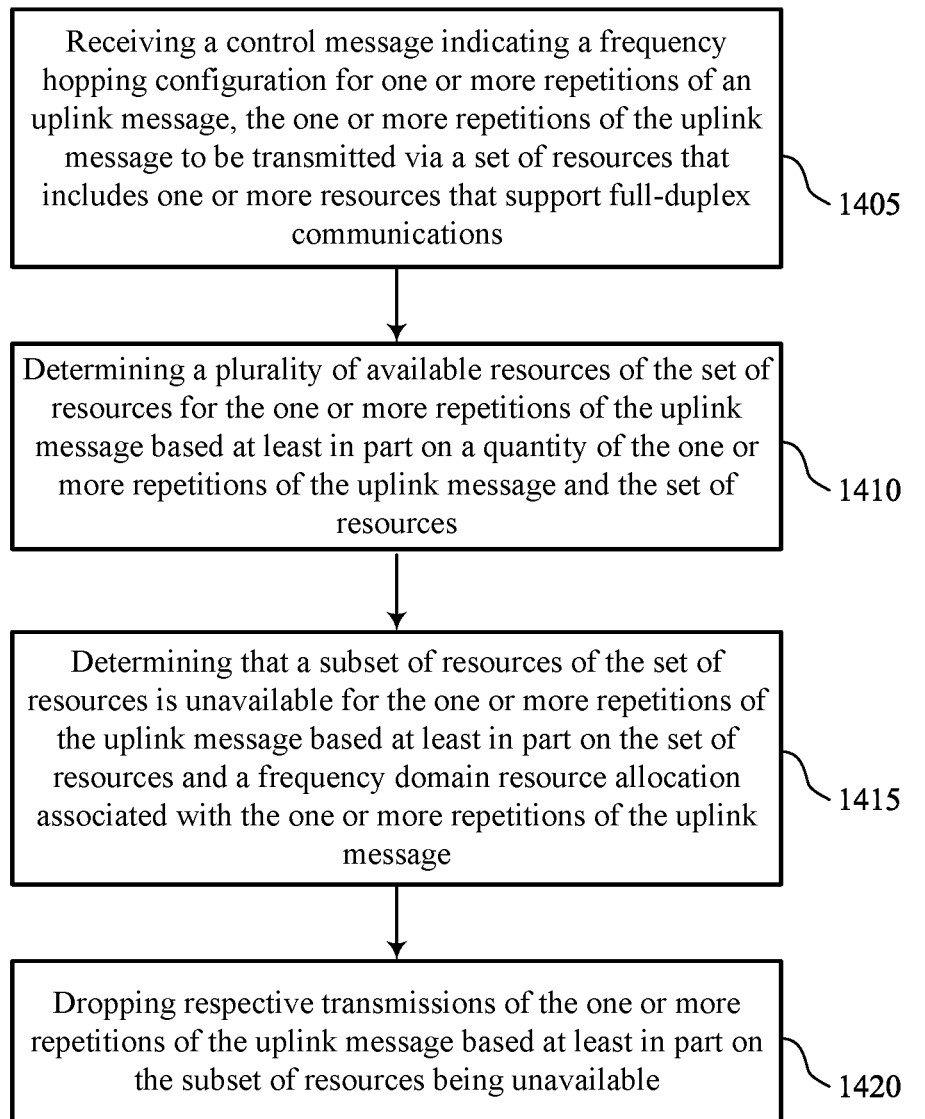 Receiving a control message indicating a frequency
hopping configuration for one or more repetitions of an
uplink message, the one or more repetitions of the uplink
message to be transmitted via a set of resources that
includes one or more resources that support full-duplex
communications
1405
Determining a plurality of available resources of the set of
resources for the one or more repetitions of the uplink
message based at least in part on a quantity of the one or
more repetitions of the uplink message and the set of
resources
1410
Determining that a subset of resources of the set of
resources is unavailable for the one or more repetitions of
the uplink message based at least in part on the set of
resources and a frequency domain resource allocation
associated with the one or more repetitions of the uplink
message
1415
Dropping respective transmissions of the one or more
repetitions of the uplink message based at least in part on
the subset of resources being unavailable
1420